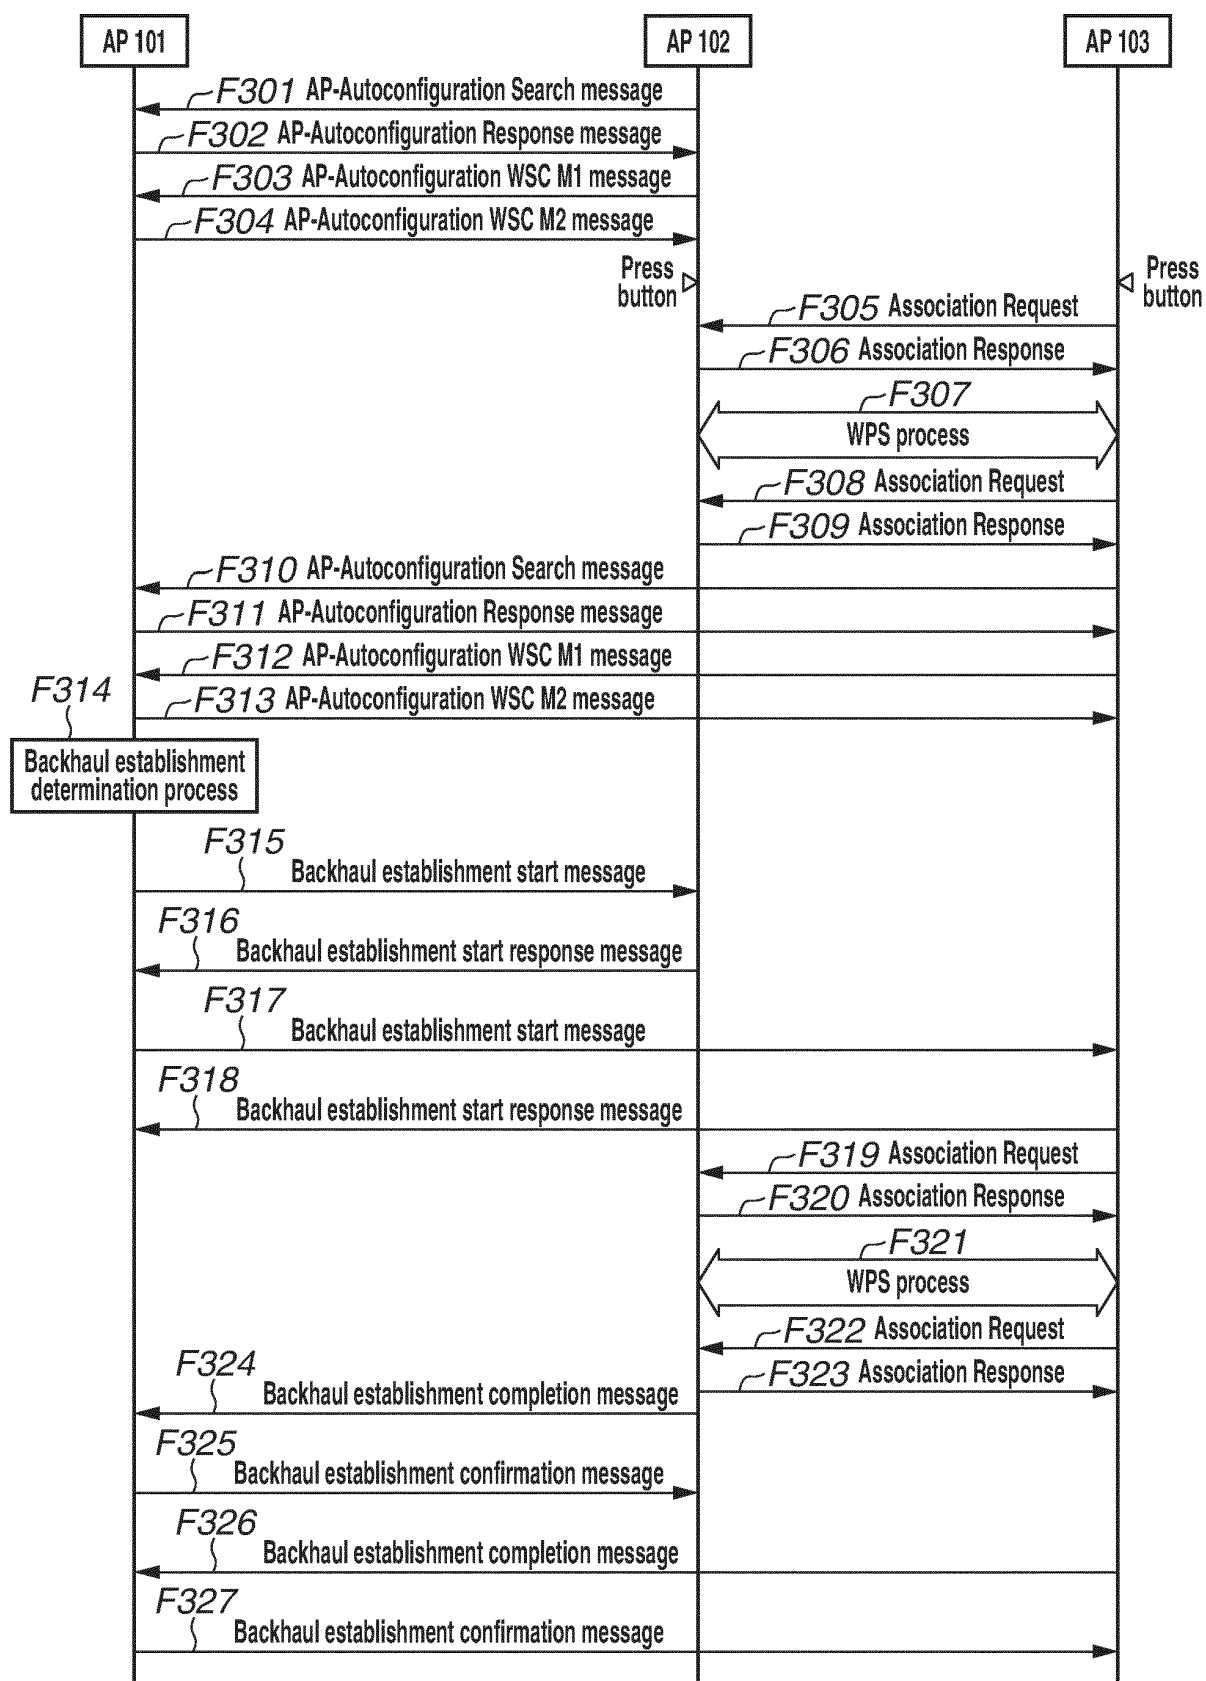 AP 101
AP 102
AP 103
F301 AP-Autoconfiguration Search message
F302 AP-Autoconfiguration Response message
F303 AP-Autoconfiguration WSC M1 message
F304 AP-Autoconfiguration WSC M2 message
Press
button
Press
button
F305 Association Request
F306 Association Response
F307
WPS process
F308 Association Request
F309 Association Response
F310 AP-Autoconfiguration Search message
F311 AP-Autoconfiguration Response message
F312 AP-Autoconfiguration WSC M1 message
F313 AP-Autoconfiguration WSC M2 message
F314
Backhaul establishment
determination process
F315
Backhaul establishment start message
F316
Backhaul establishment start response message
F317
Backhaul establishment start message
F318
Backhaul establishment start response message
F319 Association Request
F320 Association Response
F321
WPS process
F322 Association Request
F323 Association Response
F324
Backhaul establishment completion message
F325
Backhaul establishment confirmation message
F326
Backhaul establishment completion message
F327
Backhaul establishment confirmation message